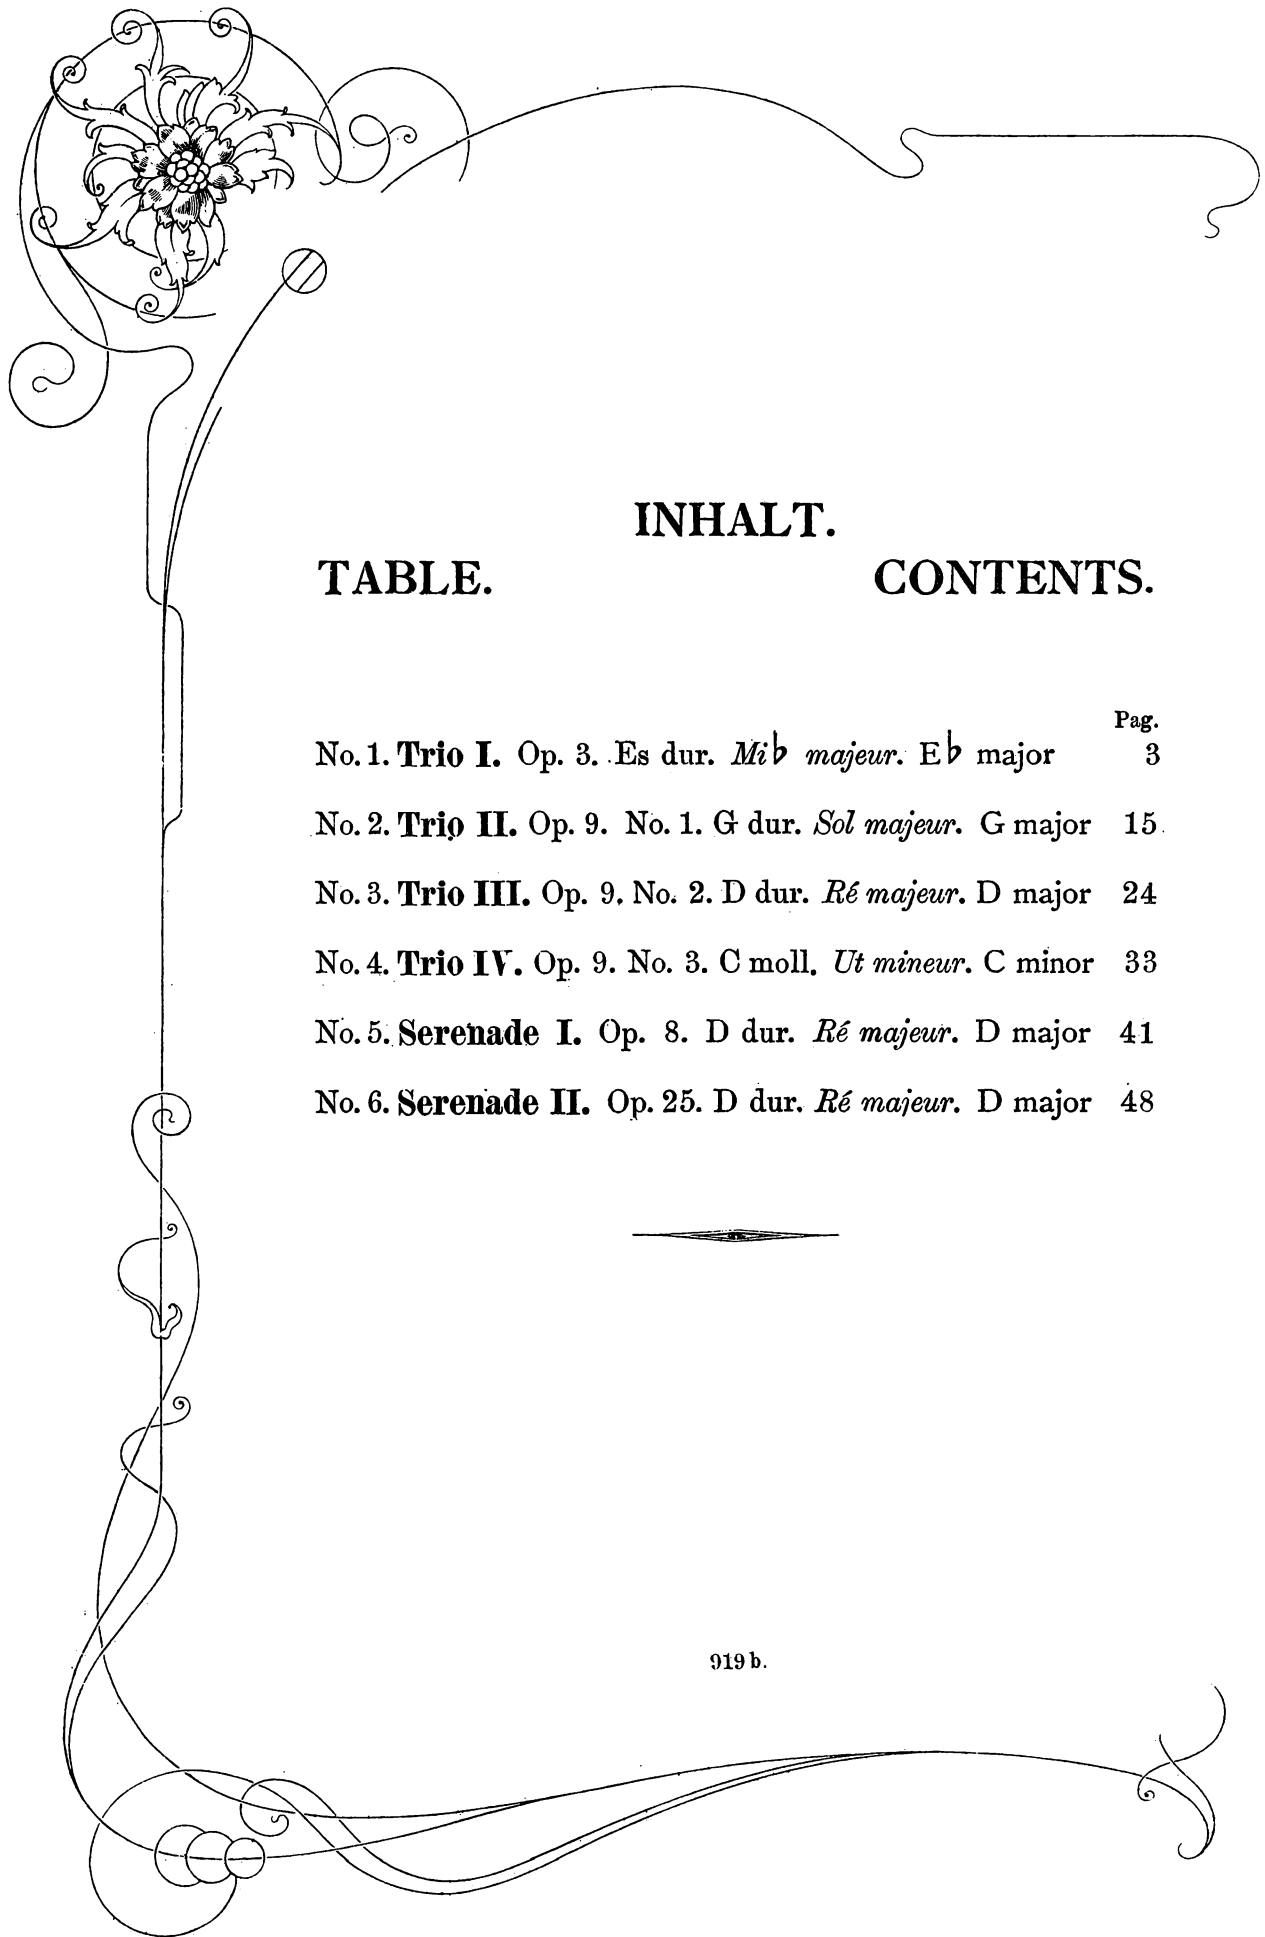 INHALT.
TABLE. CONTENTS.
Pag.
No. 1. Trio I. Op. 3. Es dur. Mi♭ majeur. E♭ major 3
No. 2. Trio II. Op. 9. No. 1. G dur. Sol majeur. G major 15
No. 3. Trio III. Op. 9. No. 2. D dur. Ré majeur. D major 24
No. 4. Trio IV. Op. 9. No. 3. C moll. Ut mineur. C minor 33
No. 5. Serenade I. Op. 8. D dur. Ré majeur. D major 41
No. 6. Serenade II. Op. 25. D dur. Ré majeur. D major 48
919 b.